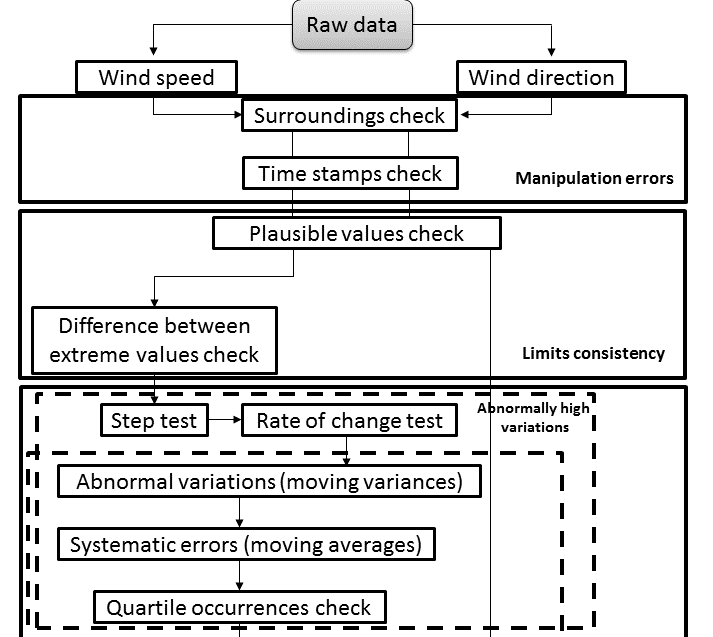 Raw data
Wind speed
Wind direction
Surroundings check
Time stamps check
Manipulation errors
Plausible values check
Difference between
extreme values check
Limits consistency
Abnormally high
variations
Step test
Rate of change test
Abnormal variations (moving variances)
Systematic errors (moving averages)
Quartile occurrences check